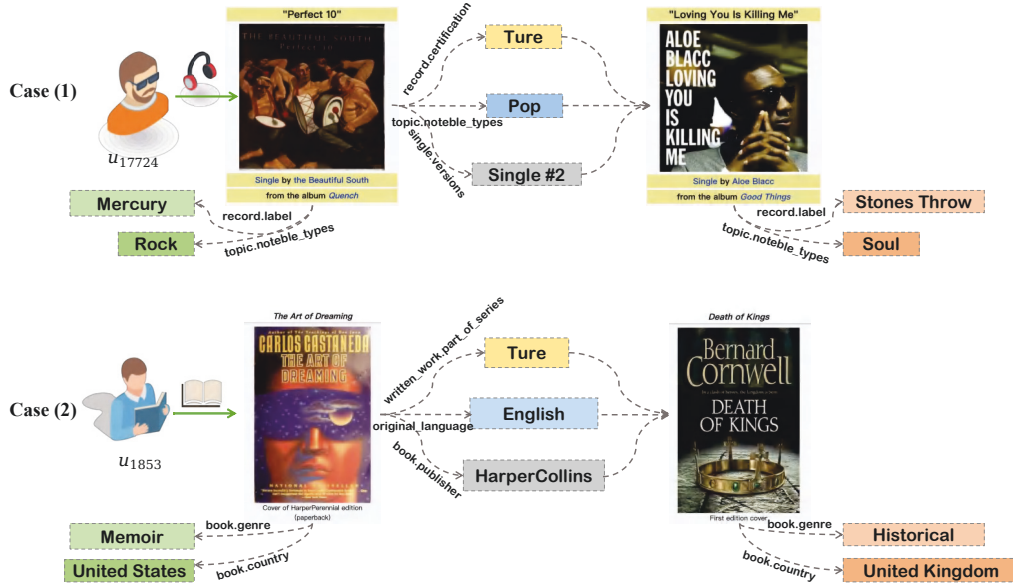 "Perfect 10"
"Loving You Is Killing Me"
Case (1)
u17724
THE BEAUTIFUL SOUTH
Perfect 10
record.certification
Ture
topic.noteble_types
Pop
single.versions
Single #2
ALOE
BLACC
LOVING
YOU
IS
KILLING
ME
Single by the Beautiful South
from the album Quench
Single by Aloe Blacc
from the album Good Things
Mercury
record.label
Rock
topic.noteble_types
record.label
Stones Throw
topic.noteble_types
Soul
The Art of Dreaming
Death of Kings
Case (2)
u1853
CARLOS CASTANEDA
THE ART OF
DREAMING
NATIONAL BESTSELLER
written_work.part_of_series
Ture
original_language
English
book.publisher
HarperCollins
Bernard
Cornwell
DEATH
OF KINGS
Cover of HarperPerennial edition
(paperback)
First edition cover
Memoir
book.genre
United States
book.country
book.genre
Historical
book.country
United Kingdom